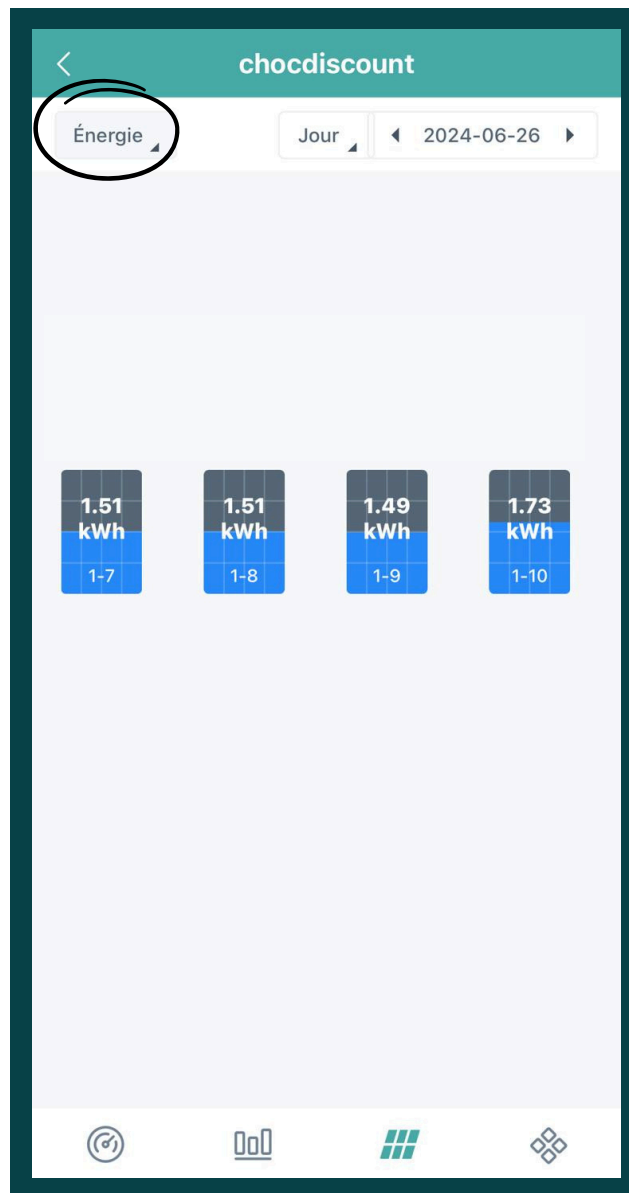 chocdiscount
Énergie Jour 2024-06-26
1.51 1.51 1.49 1.73
kWh kWh kWh kWh
1-7 1-8 1-9 1-10